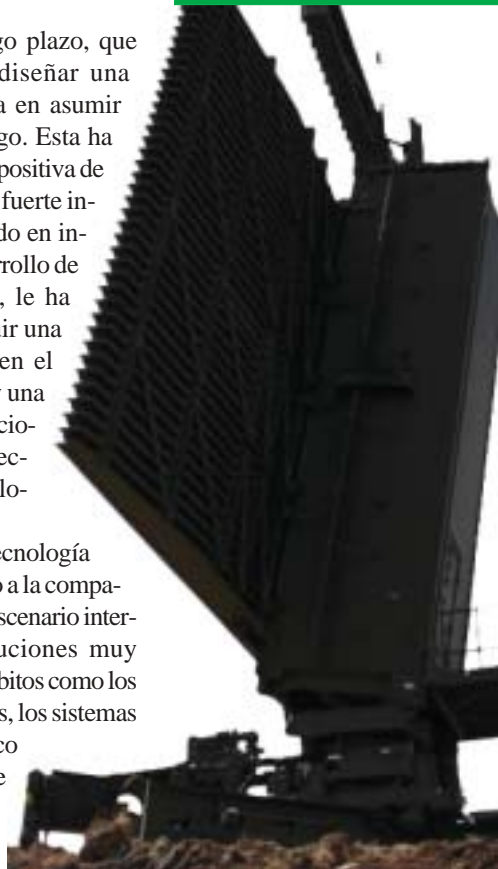 go plazo, que
diseñar una
a en asumir
go. Esta ha
positiva de
fuerte in-
do en in-
rrollo de
, le ha
ir una
en el
y una
cio-
ec-
lo-
ecnología
o a la compa-
scenario inter-
uciones muy
bitos como los
s, los sistemas
co
e